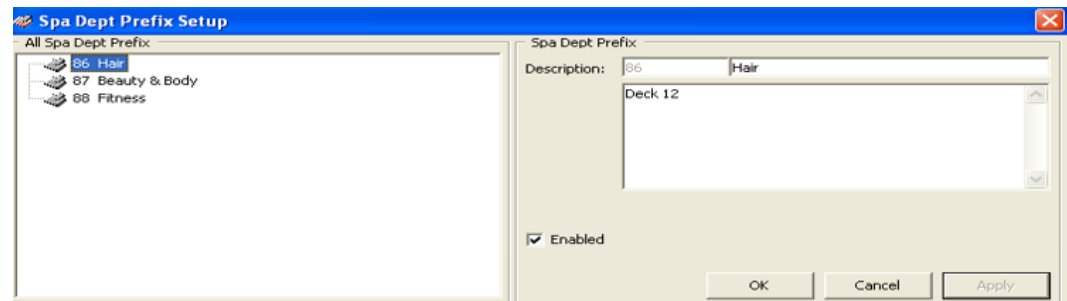 Spa Dept Prefix Setup
All Spa Dept Prefix
86 Hair
87 Beauty & Body
88 Fitness
Spa Dept Prefix
Description: 86 Hair
Deck 12
Enabled
OK Cancel Apply